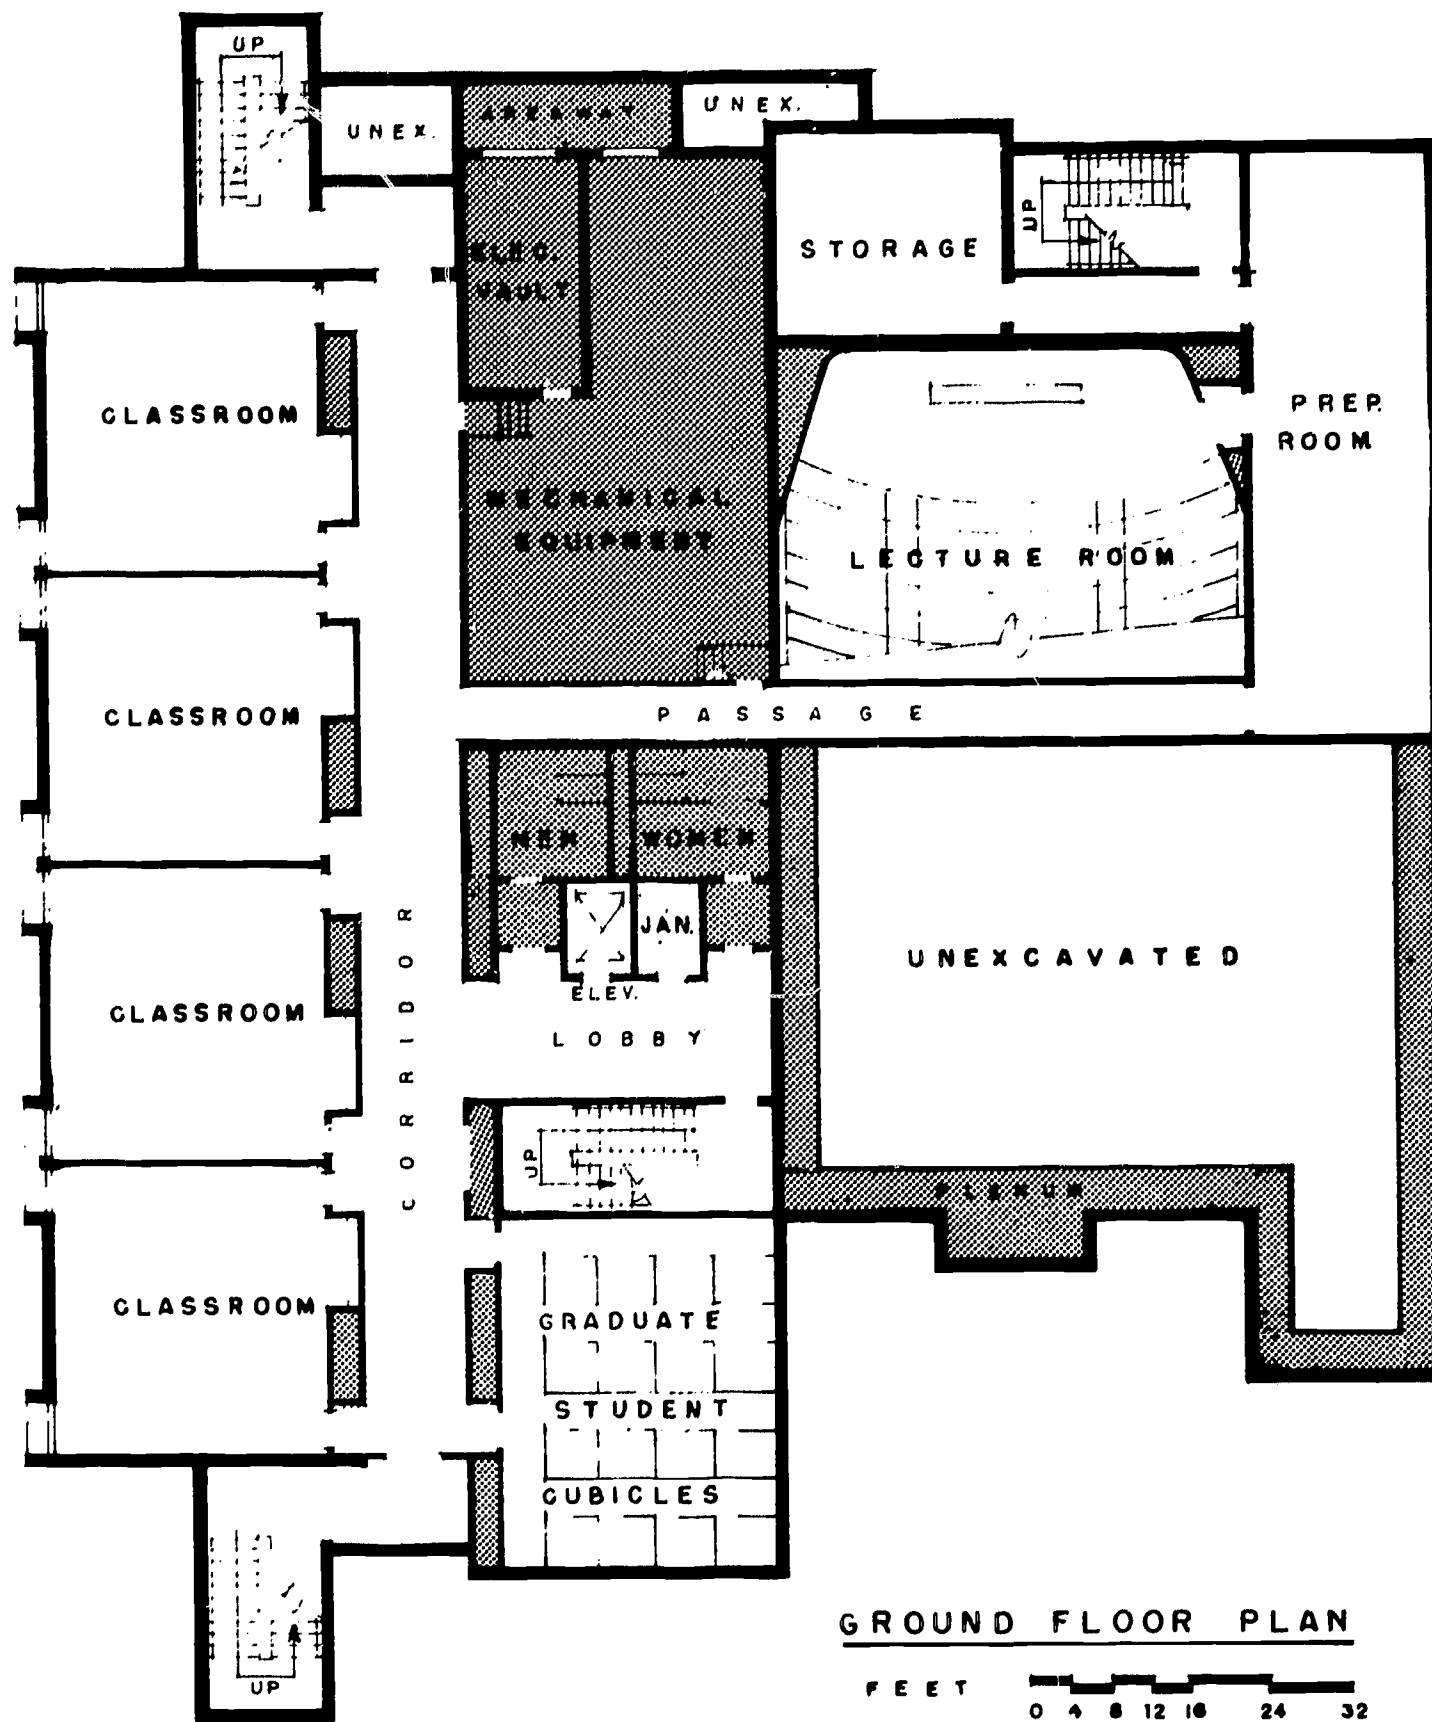 UP
UNEX.
AREAWAY
UNEX.
UP
STORAGE
ELEC.
VAULT
CLASSROOM
PREP.
ROOM
MECHANICAL
EQUIPMENT
LECTURE ROOM
CLASSROOM
PASSAGE
MEN
WOMEN
JAN.
ELEV.
LOBBY
UNEXCAVATED
CLASSROOM
CORRIDOR
UP
PLENUM
CLASSROOM
GRADUATE
STUDENT
CUBICLES
UP
GROUND FLOOR PLAN
FEET
0 4 8 12 16 24 32